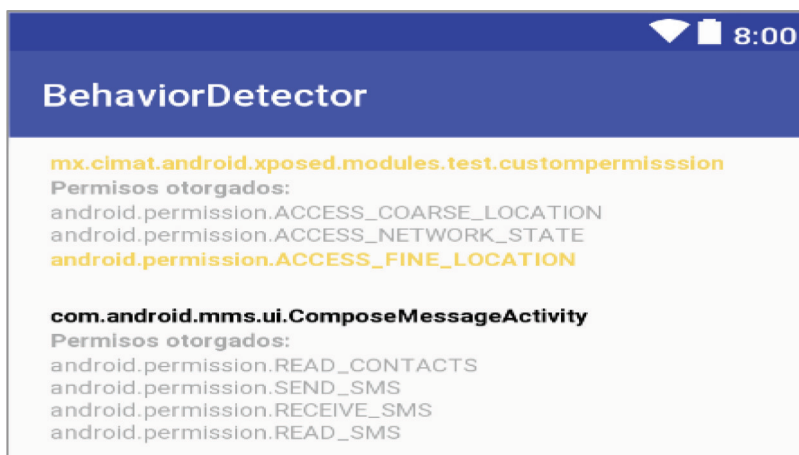 8:00
BehaviorDetector
mx.cimat.android.xposed.modules.test.custompermisssion
Permisos otorgados:
android.permission.ACCESS_COARSE_LOCATION
android.permission.ACCESS_NETWORK_STATE
android.permission.ACCESS_FINE_LOCATION
com.android.mms.ui.ComposeMessageActivity
Permisos otorgados:
android.permission.READ_CONTACTS
android.permission.SEND_SMS
android.permission.RECEIVE_SMS
android.permission.READ_SMS